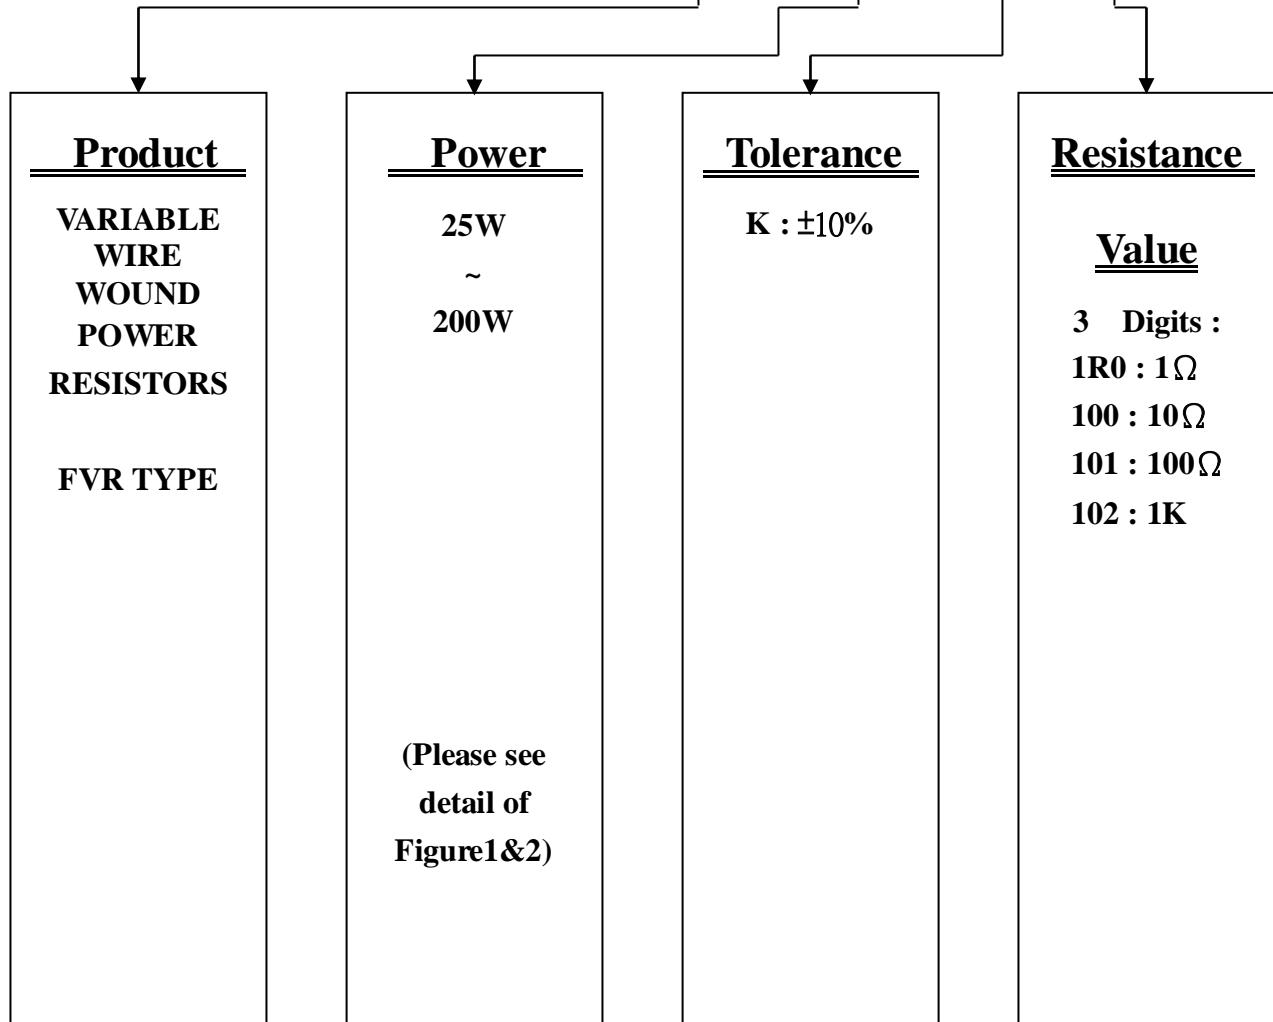 Product
VARIABLE
WIRE
WOUND
POWER
RESISTORS
FVR TYPE
Power
25W
~
200W
(Please see
detail of
Figure1&2)
Tolerance
K : ±10%
Resistance
Value
3 Digits :
1R0 : 1Ω
100 : 10Ω
101 : 100Ω
102 : 1K